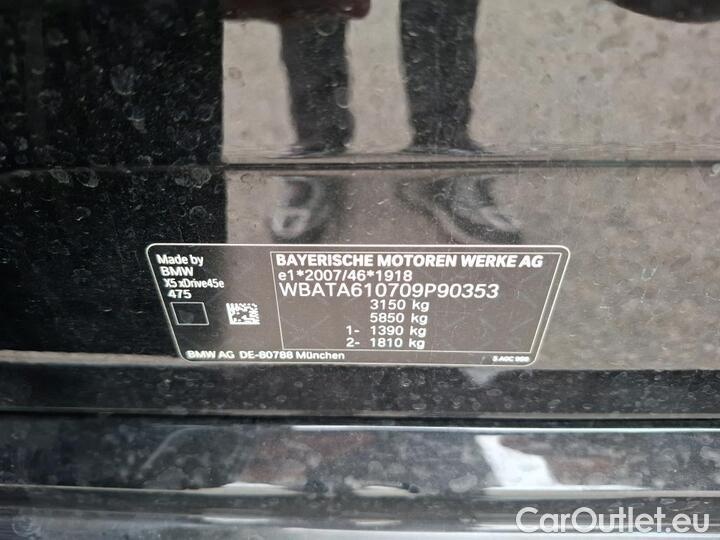 Made by
BMW
X5 xDrive45e
475
BAYERISCHE MOTOREN WERKE AG
e1*2007/46*1918
WBATA610709P90353
3150 kg
5850 kg
1- 1390 kg
2- 1810 kg
BMW AG DE-80788 München
CarOutlet.eu